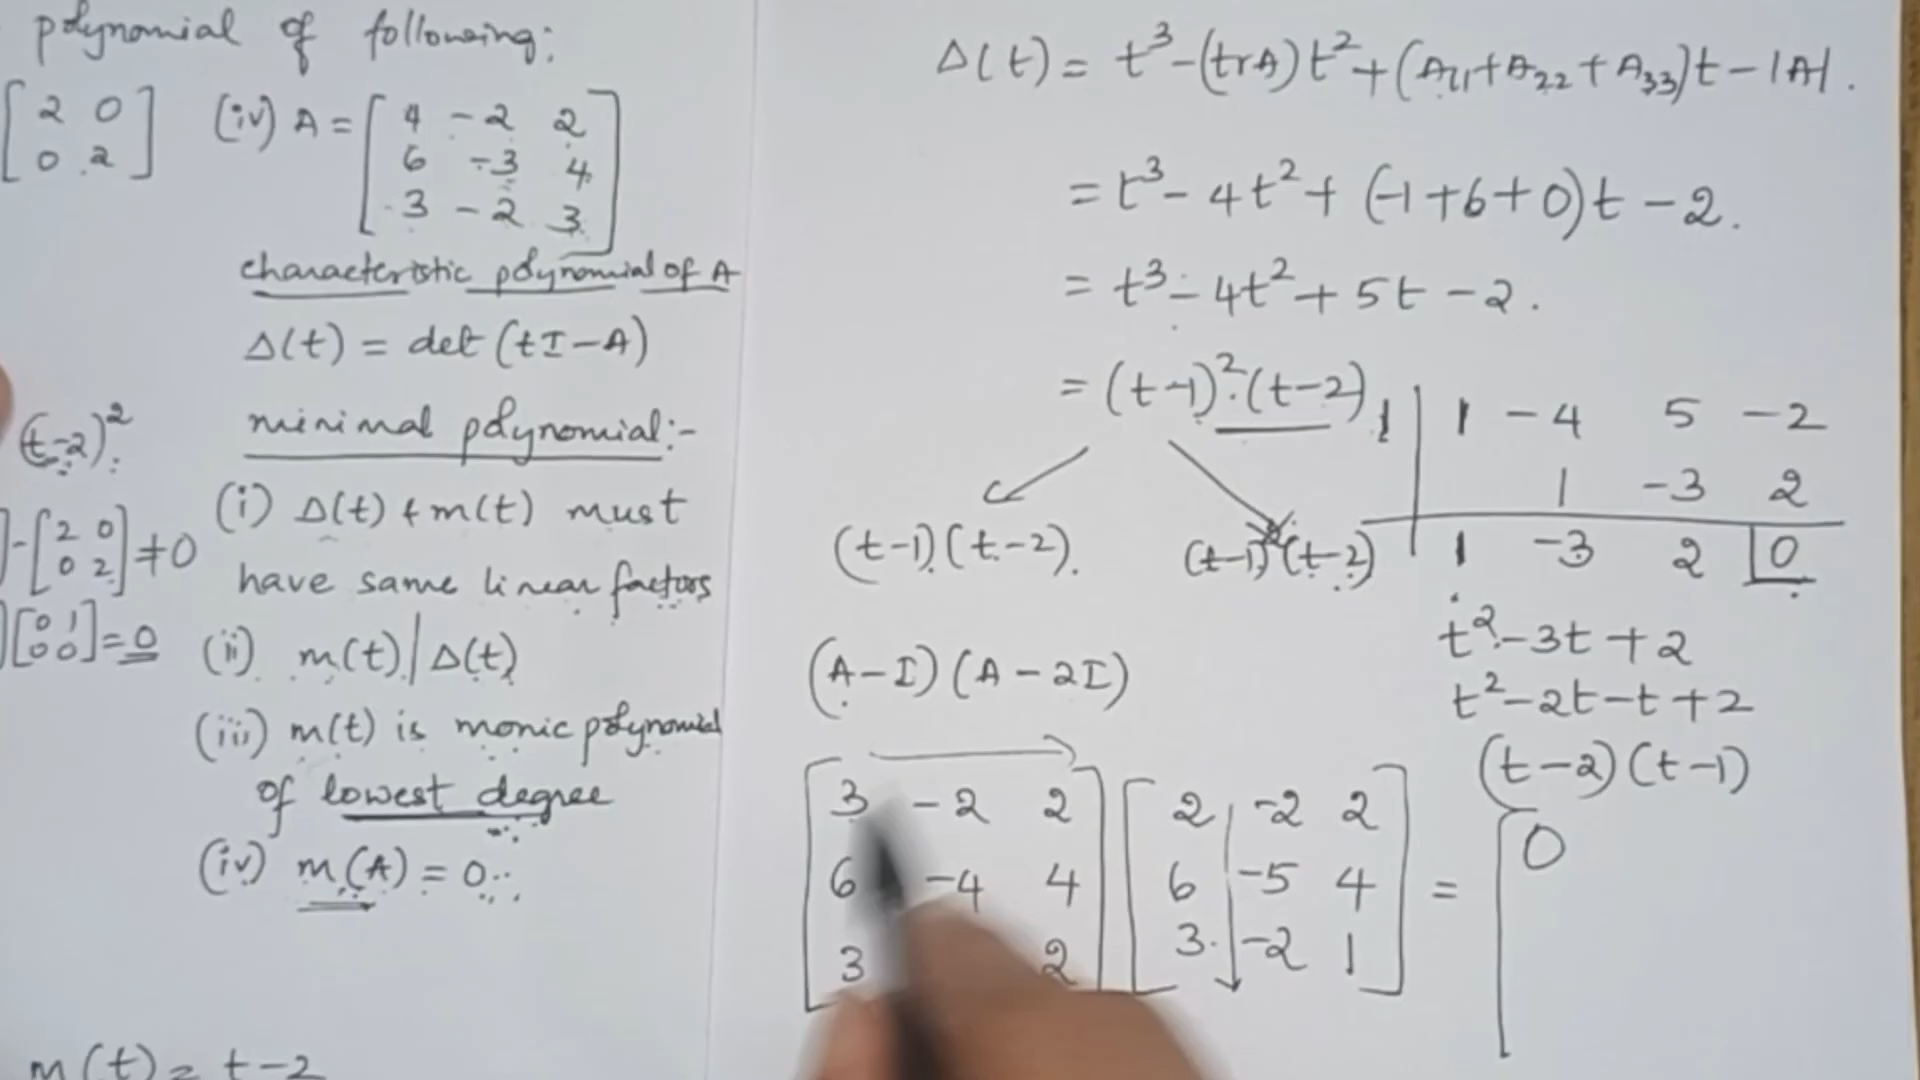 polynomial of following:
[2 0
0 2]
(iv) A = [4 -2 2
6 -3 4
3 -2 3]
characteristic polynomial of A
Δ(t) = det (tI-A)
(t-2)²
minimal polynomial:-
(i) Δ(t) & m(t) must
have same linear factors
]-[2 0
0 2]≠0
][0 1
0 0]=0
(ii) m(t)|Δ(t)
(iii) m(t) is monic polynomial
of lowest degree
(iv) m(A) = 0
m(t) = t-2
Δ(t) = t³-(trA)t²+(A11+A22+A33)t-|A|.
= t³-4t²+(-1+6+0)t-2.
= t³-4t²+5t-2.
= (t-1)²·(t-2)
1| 1 -4 5 -2
1 -3 2
1 -3 2 |0
(t-1)(t-2). (t-1)²(t-2)
t²-3t+2
t²-2t-t+2
(t-2)(t-1)
(A-I)(A-2I)
[3 -2 2
6 -4 4
3 2]
[2 -2 2
6 -5 4
3 -2 1]
= [0